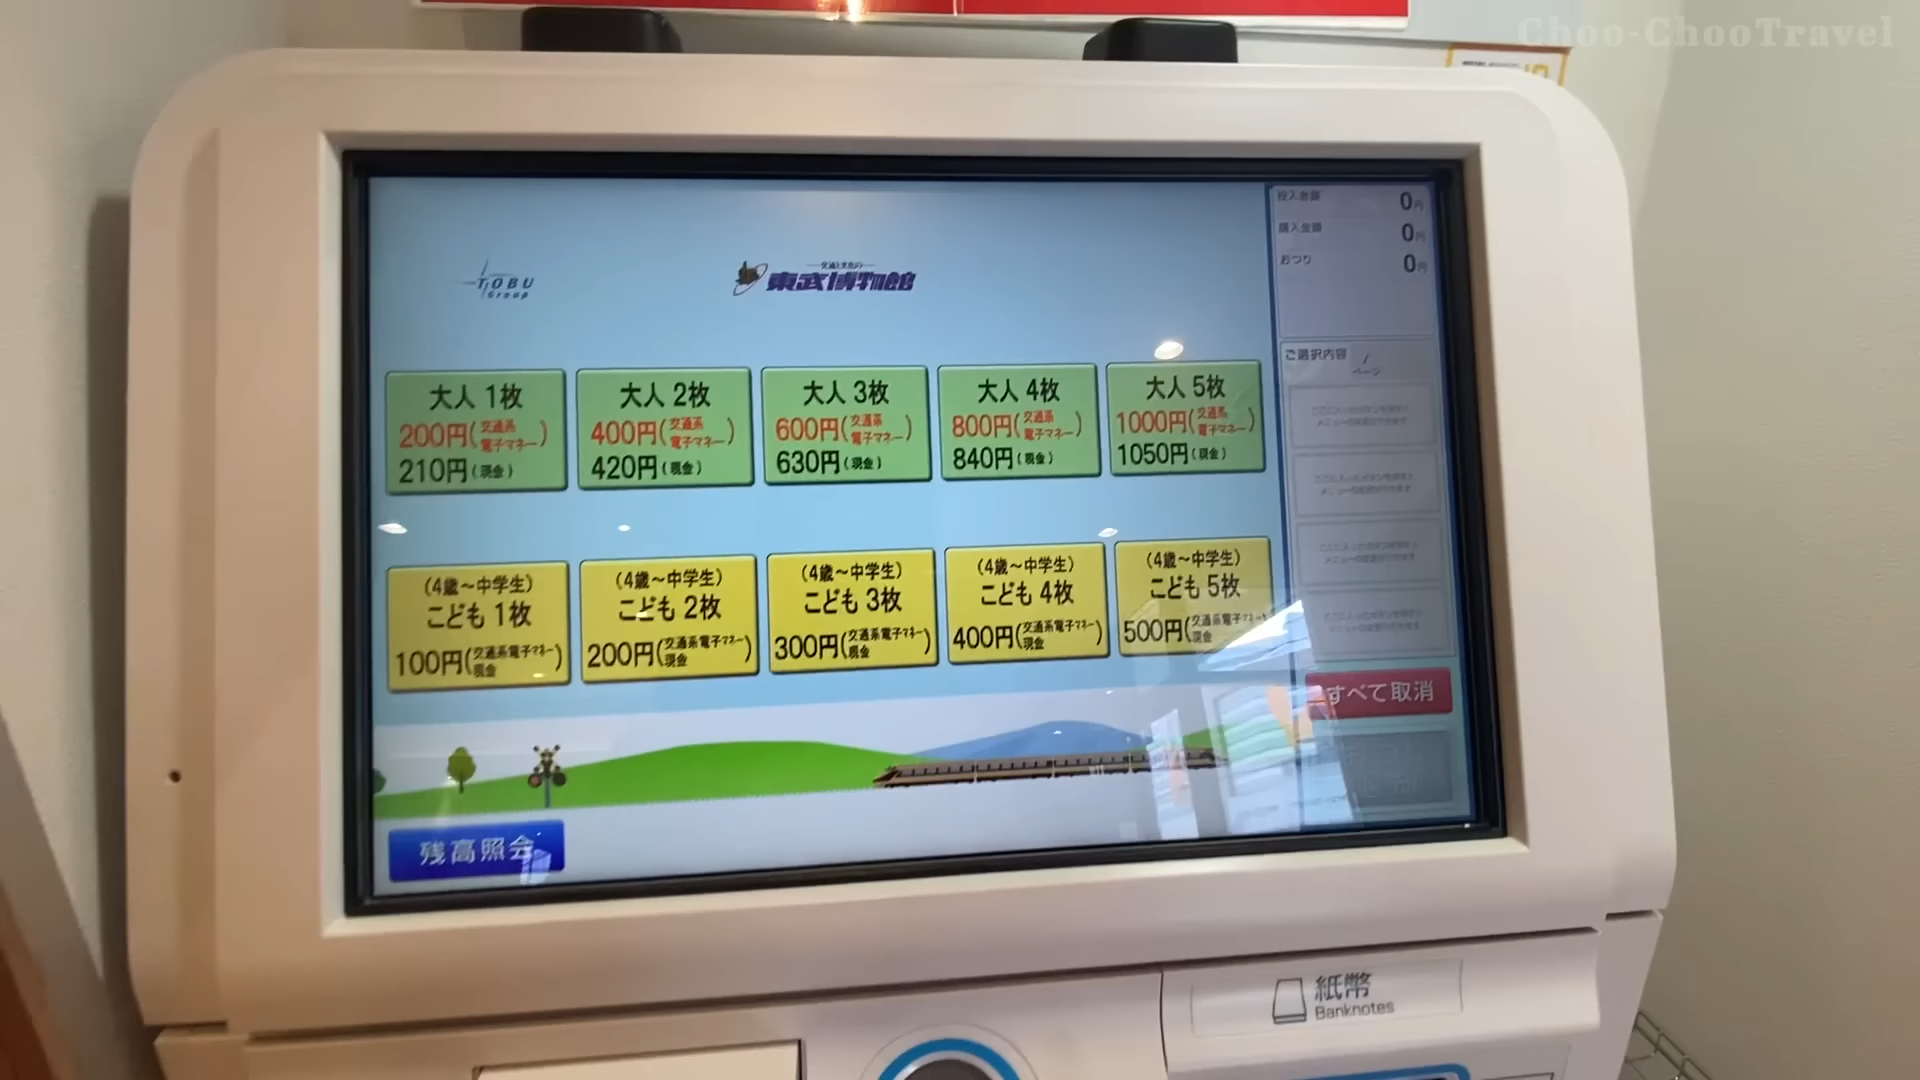 Choo-ChooTravel
TOBU
Group
交通と文化の
東武博物館
大人 1枚
200円(交通系
電子マネー)
210円(現金)
大人 2枚
400円(交通系
電子マネー)
420円(現金)
大人 3枚
600円(交通系
電子マネー)
630円(現金)
大人 4枚
800円(交通系
電子マネー)
840円(現金)
大人 5枚
1000円(交通系
電子マネー)
1050円(現金)
(4歳〜中学生)
こども 1枚
100円(交通系電子マネー
現金)
(4歳〜中学生)
こども 2枚
200円(交通系電子マネー
現金)
(4歳〜中学生)
こども 3枚
300円(交通系電子マネー
現金)
(4歳〜中学生)
こども 4枚
400円(交通系電子マネー
現金)
(4歳〜中学生)
こども 5枚
500円(交通系電子マネー
現金
投入金額 0円
購入金額 0円
おつり 0円
ご選択内容 /
ページ
すべて取消
残高照会
紙幣
Banknotes